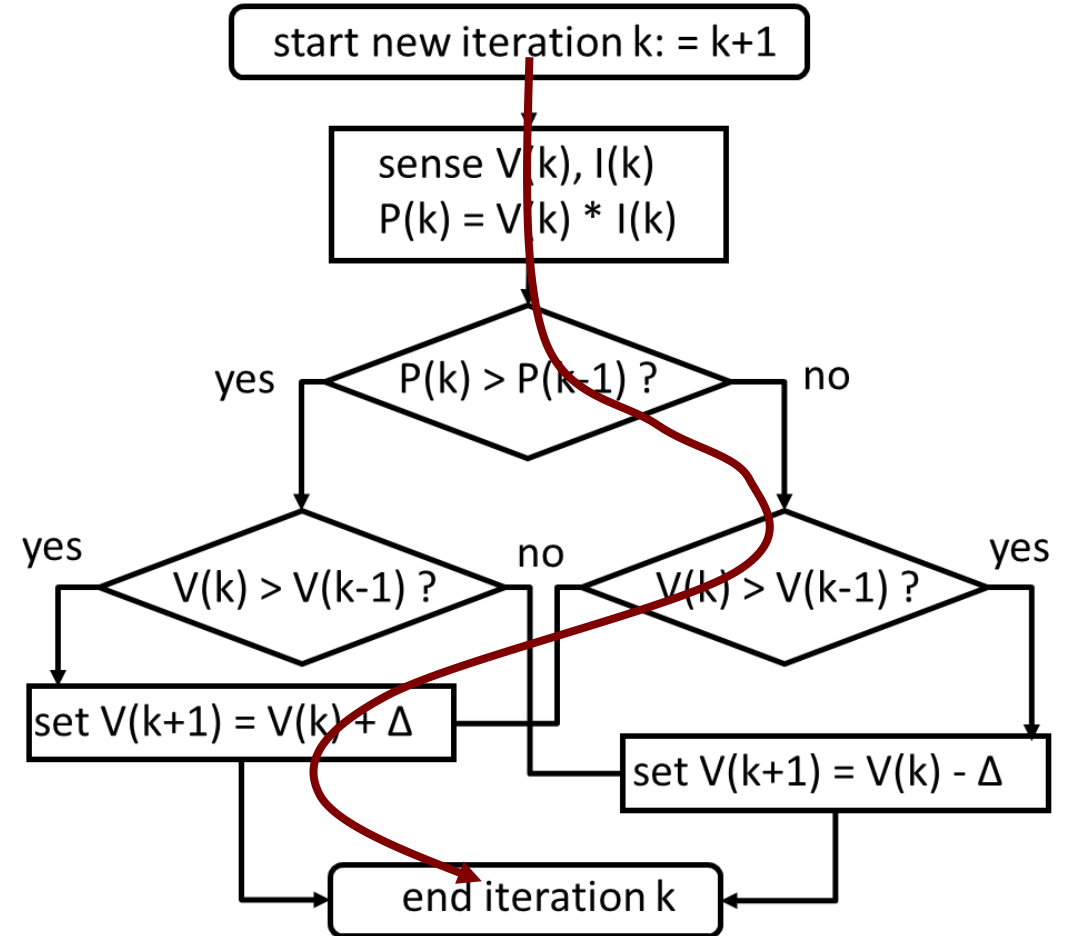 start new iteration k: = k+1
sense V(k), I(k)
P(k) = V(k) * I(k)
yes
P(k) > P(k-1) ?
no
yes
V(k) > V(k-1) ?
no
V(k) > V(k-1) ?
yes
set V(k+1) = V(k) + Δ
set V(k+1) = V(k) - Δ
end iteration k